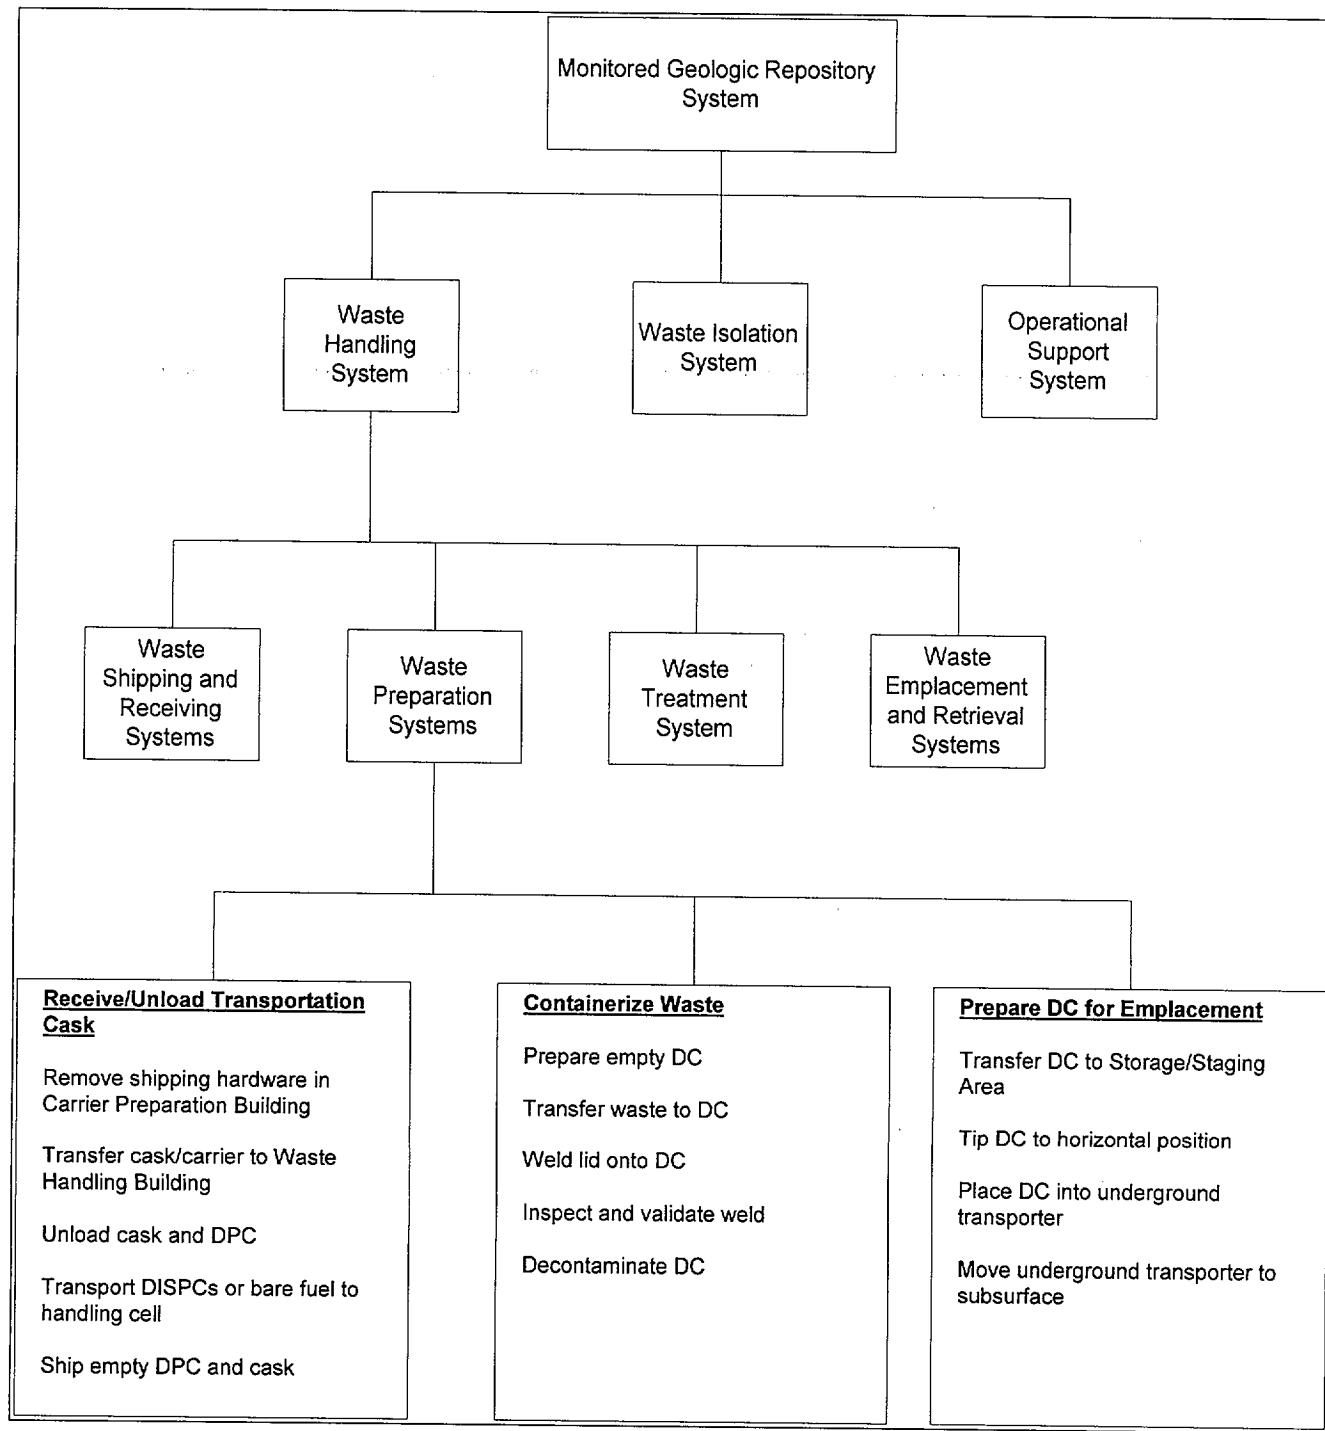 Monitored Geologic Repository
System
Waste
Handling
System
Waste Isolation
System
Operational
Support
System
Waste
Shipping and
Receiving
Systems
Waste
Preparation
Systems
Waste
Treatment
System
Waste
Emplacement
and Retrieval
Systems
Receive/Unload Transportation
Cask
Remove shipping hardware in
Carrier Preparation Building
Transfer cask/carrier to Waste
Handling Building
Unload cask and DPC
Transport DISPCs or bare fuel to
handling cell
Ship empty DPC and cask
Containerize Waste
Prepare empty DC
Transfer waste to DC
Weld lid onto DC
Inspect and validate weld
Decontaminate DC
Prepare DC for Emplacement
Transfer DC to Storage/Staging
Area
Tip DC to horizontal position
Place DC into underground
transporter
Move underground transporter to
subsurface